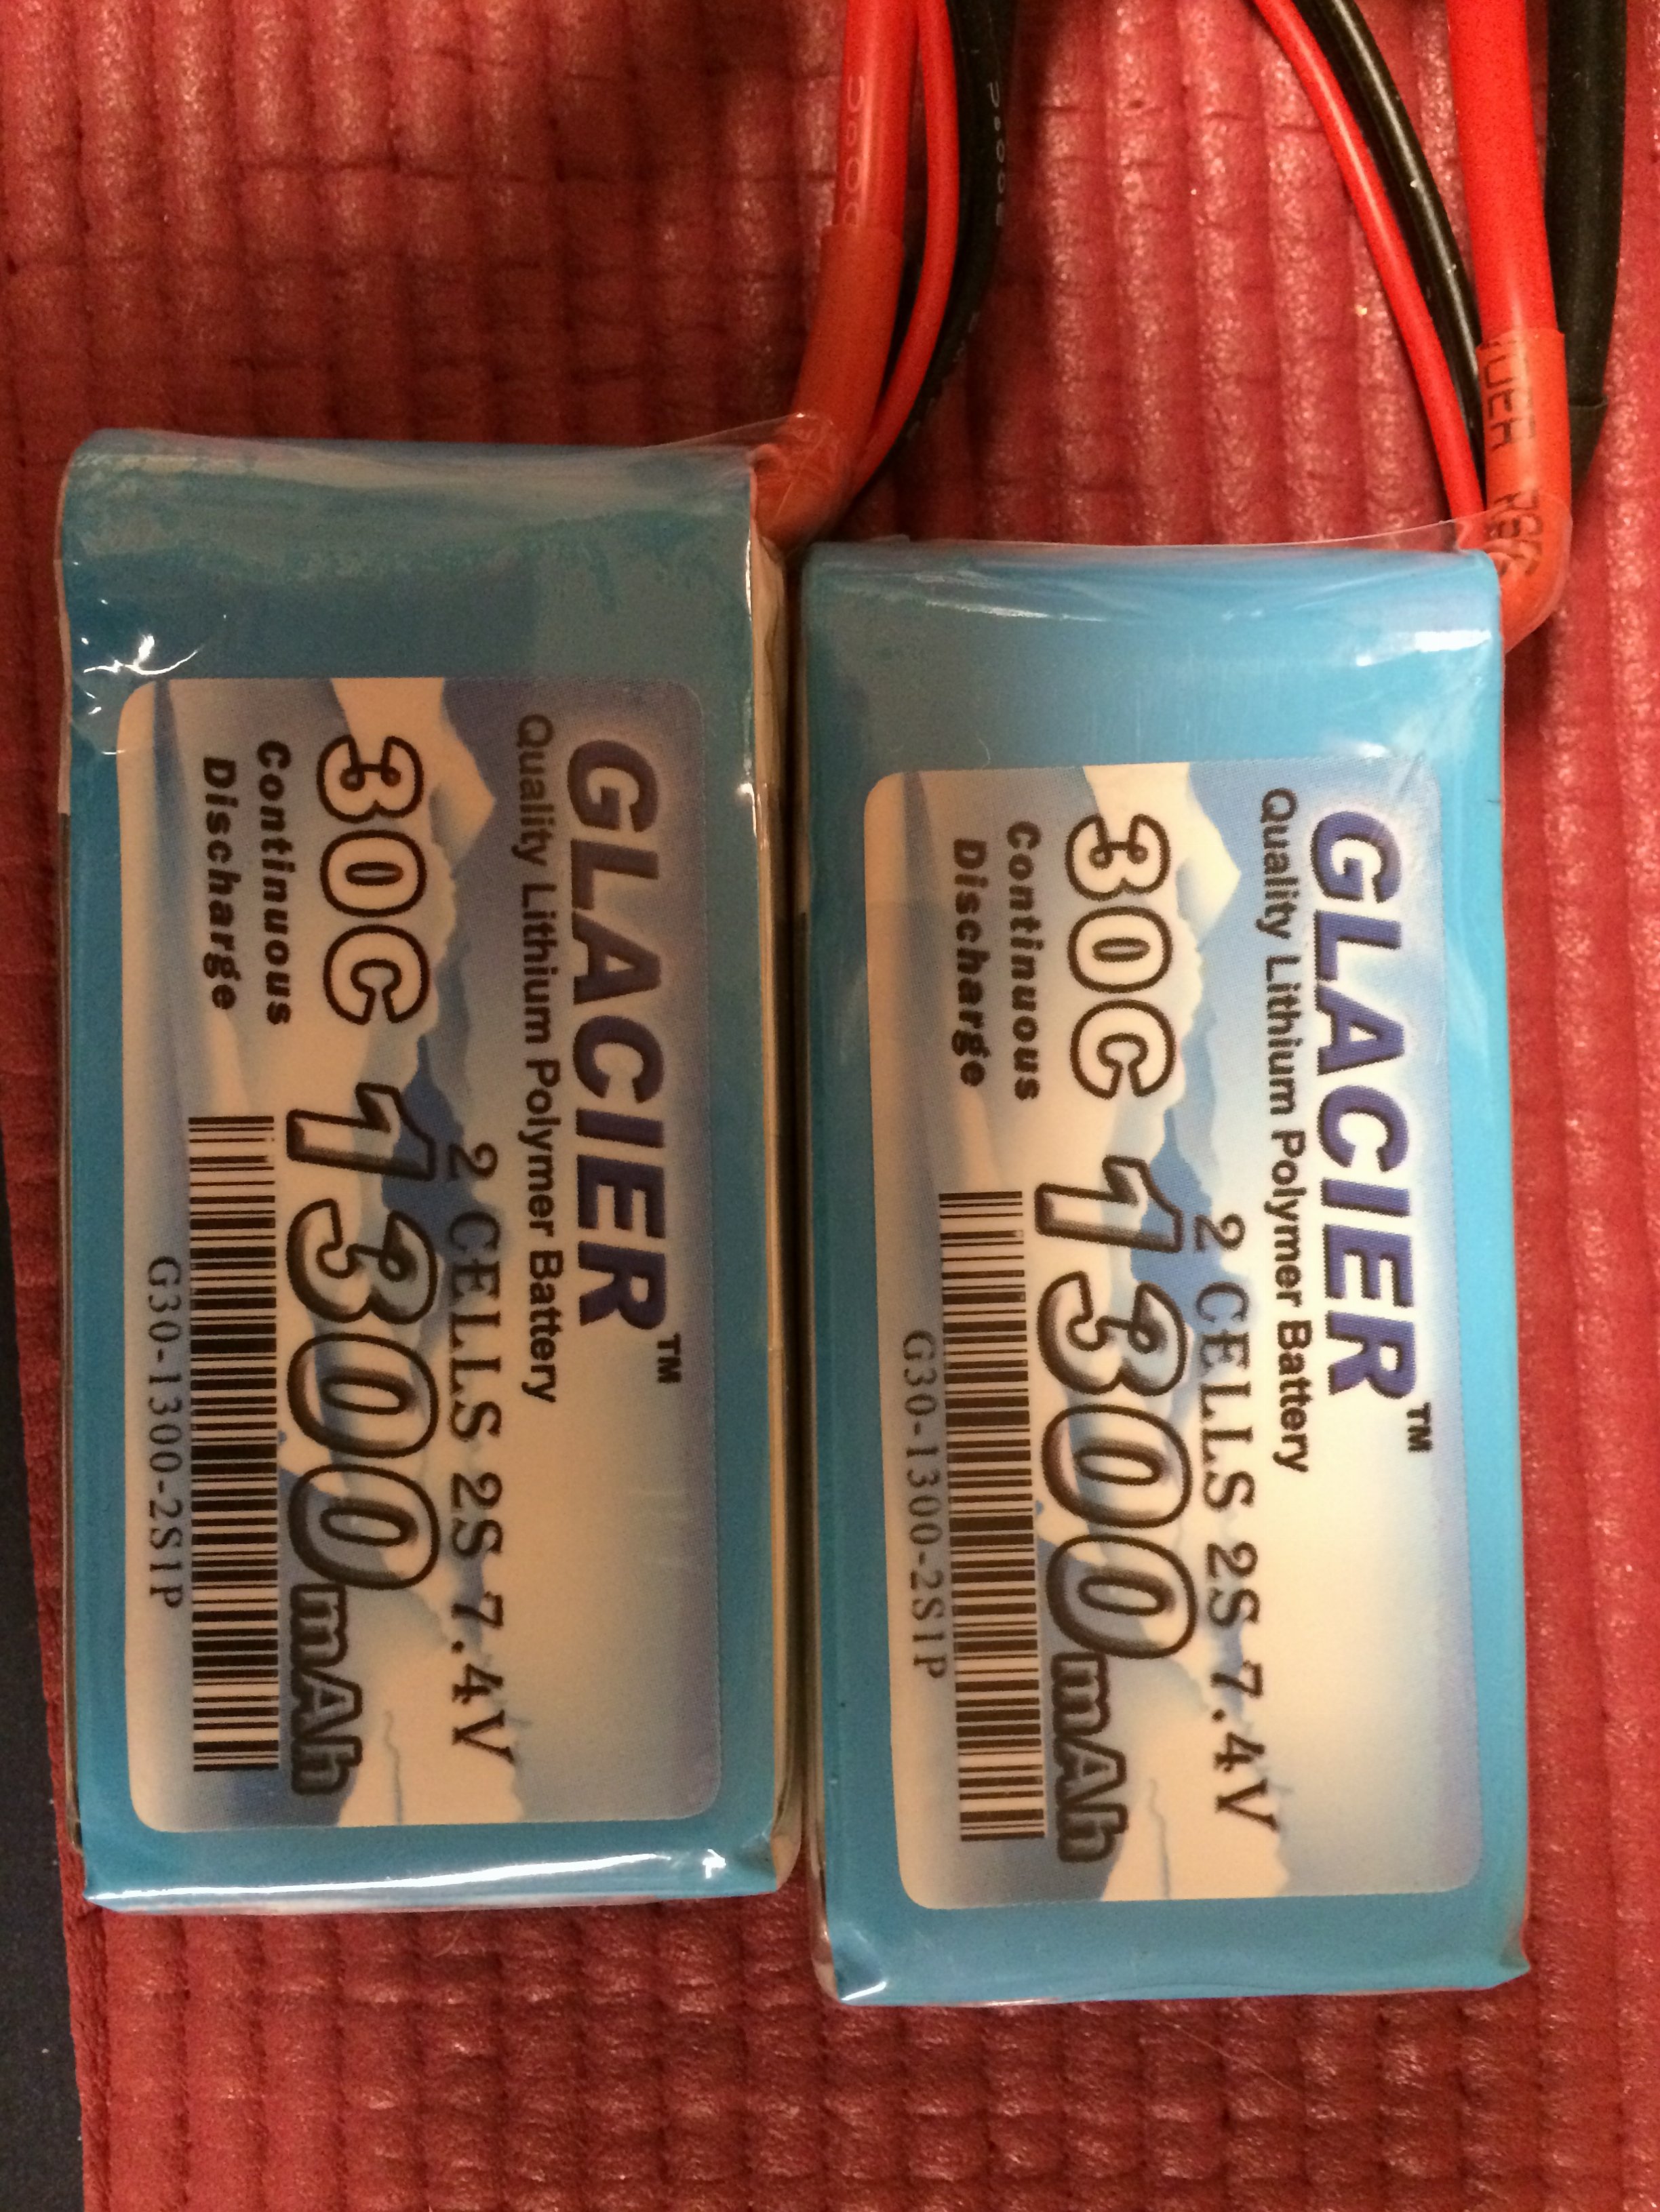 GLACIER™
Quality Lithium Polymer Battery
2 CELLS 2S 7.4V
30C 1300mAh
Continuous
Discharge
G30-1300-2S1P
GLACIER™
Quality Lithium Polymer Battery
2 CELLS 2S 7.4V
30C 1300mAh
Continuous
Discharge
G30-1300-2S1P